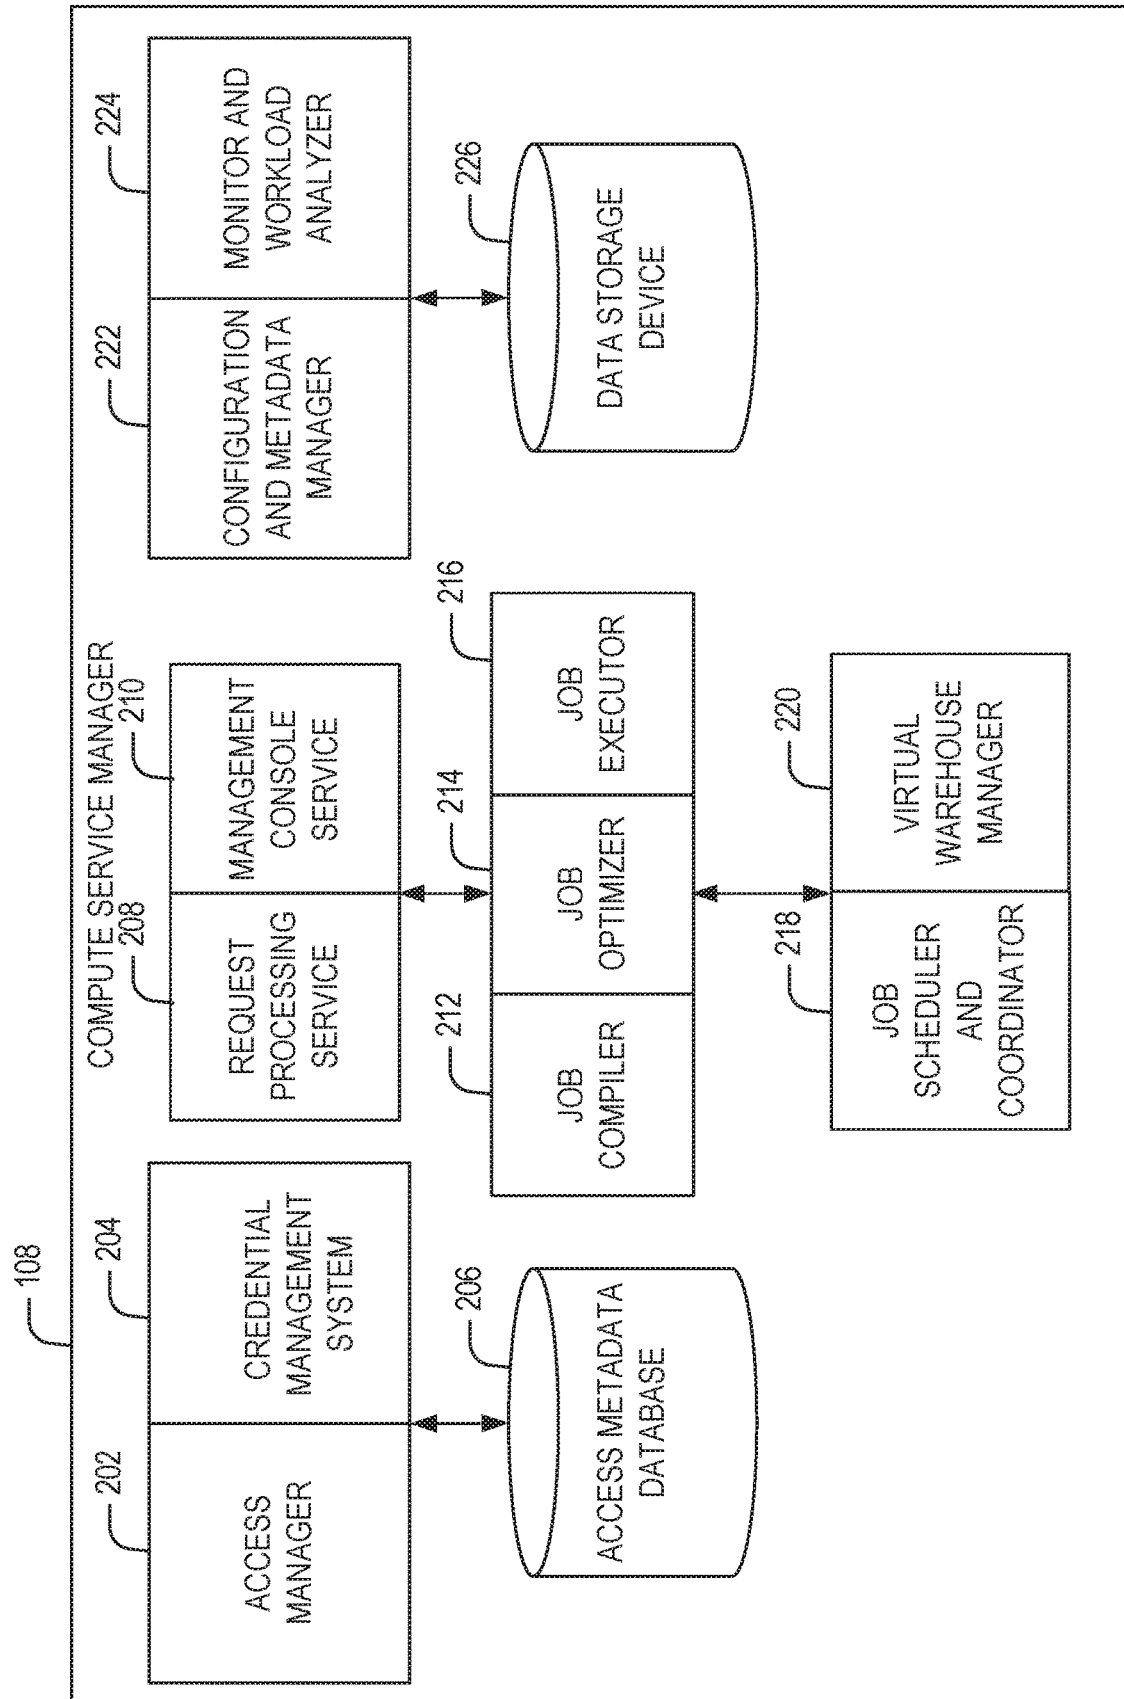 108
COMPUTE SERVICE MANAGER
202
ACCESS
MANAGER
204
CREDENTIAL
MANAGEMENT
SYSTEM
206
ACCESS METADATA
DATABASE
208
REQUEST
PROCESSING
SERVICE
210
MANAGEMENT
CONSOLE
SERVICE
212
JOB
COMPILER
214
JOB
OPTIMIZER
216
JOB
EXECUTOR
218
JOB
SCHEDULER
AND
COORDINATOR
220
VIRTUAL
WAREHOUSE
MANAGER
222
CONFIGURATION
AND METADATA
MANAGER
224
MONITOR AND
WORKLOAD
ANALYZER
226
DATA STORAGE
DEVICE